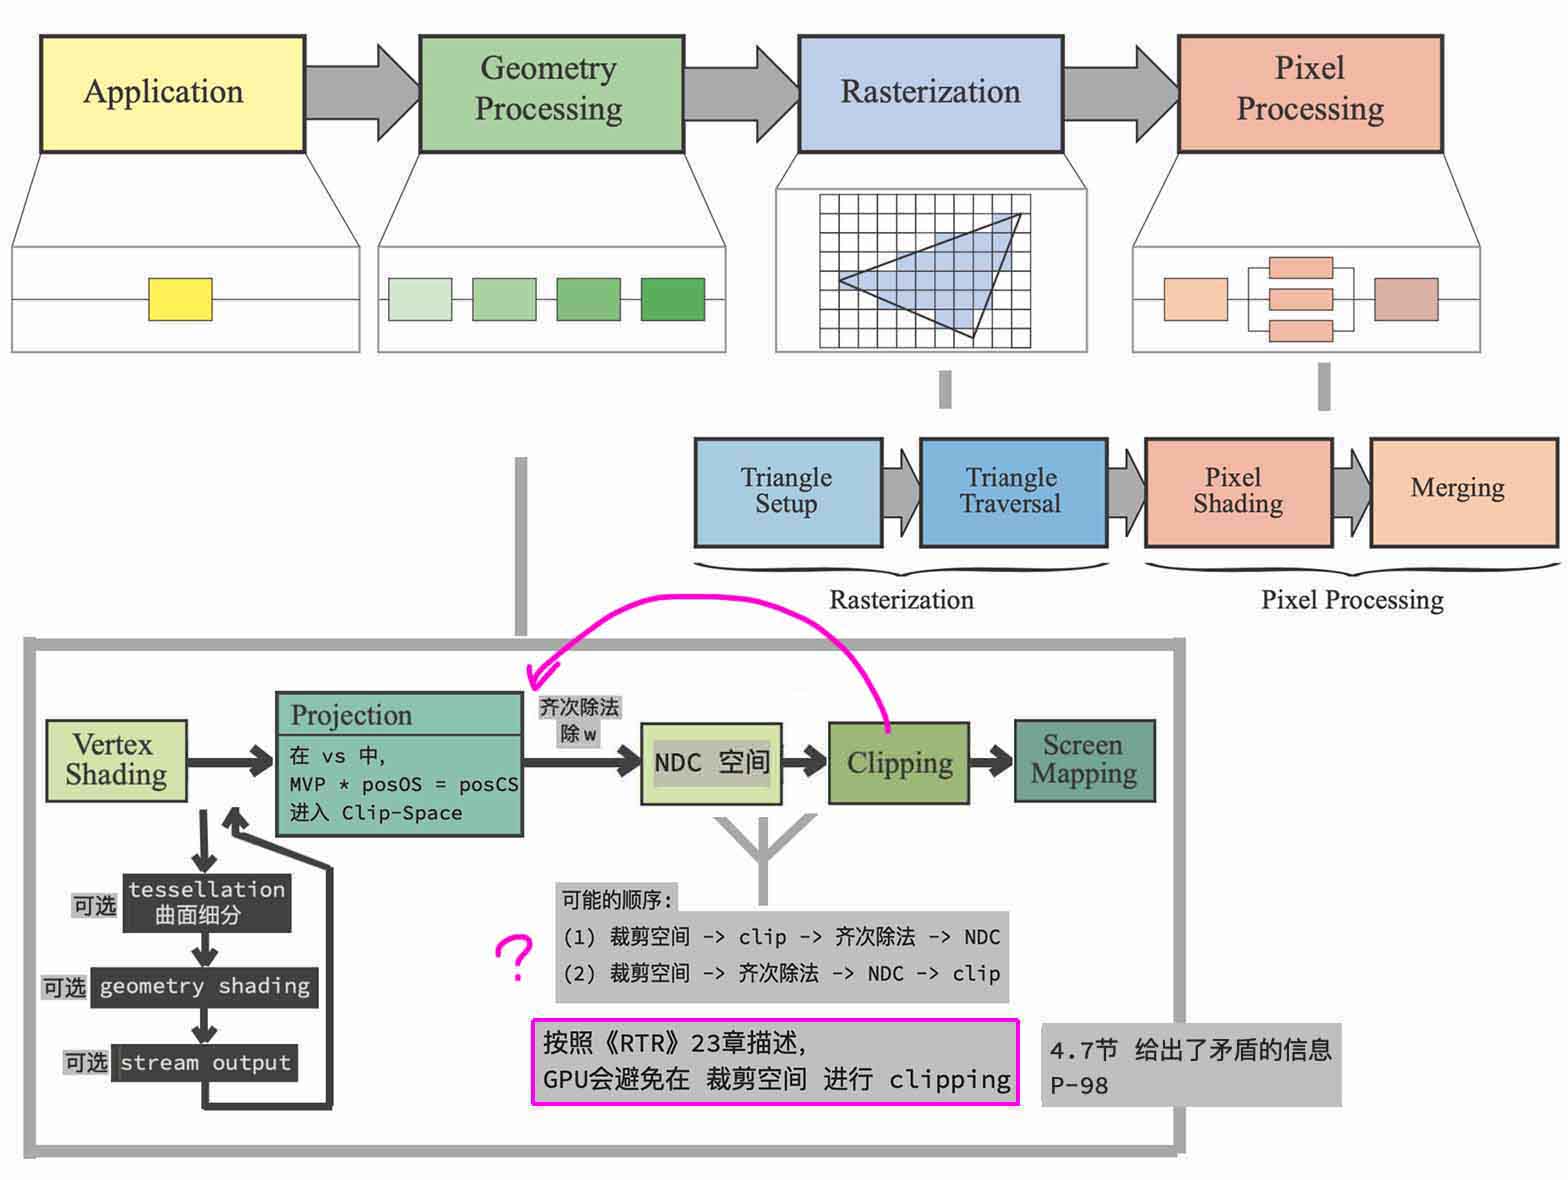 Application
Geometry
Processing
Rasterization
Pixel
Processing
Triangle
Setup
Triangle
Traversal
Pixel
Shading
Merging
Rasterization
Pixel Processing
Vertex
Shading
Projection
在 vs 中,
MVP * posOS = posCS
进入 Clip-Space
齐次除法
除 w
NDC 空间
Clipping
Screen
Mapping
可选
tessellation
曲面细分
可选
geometry shading
可选
stream output
?
可能的顺序:
(1) 裁剪空间 -> clip -> 齐次除法 -> NDC
(2) 裁剪空间 -> 齐次除法 -> NDC -> clip
按照《RTR》23章描述,
GPU会避免在 裁剪空间 进行 clipping
4.7节 给出了矛盾的信息
P-98